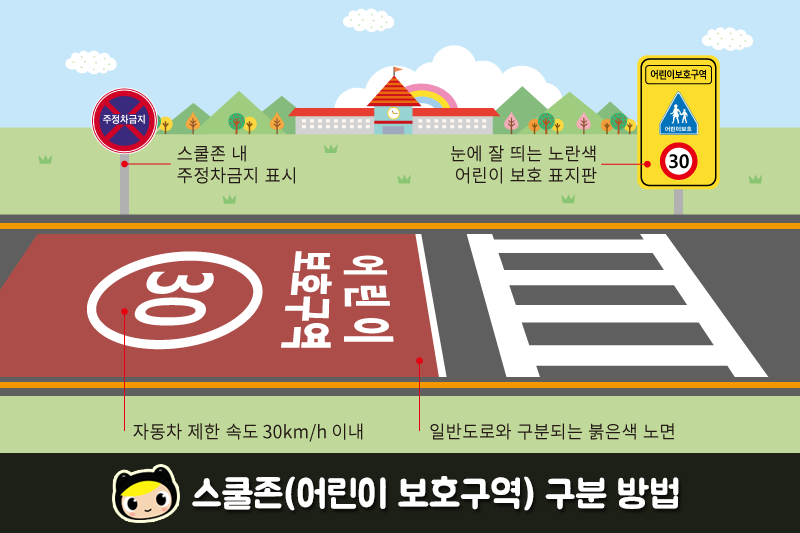 주정차금지
스쿨존 내
주정차금지 표시
눈에 잘 띄는 노란색
어린이 보호 표지판
어린이보호구역
어린이보호
30
30
어린이
보호구역
자동차 제한 속도 30km/h 이내
일반도로와 구분되는 붉은색 노면
스쿨존(어린이 보호구역) 구분 방법